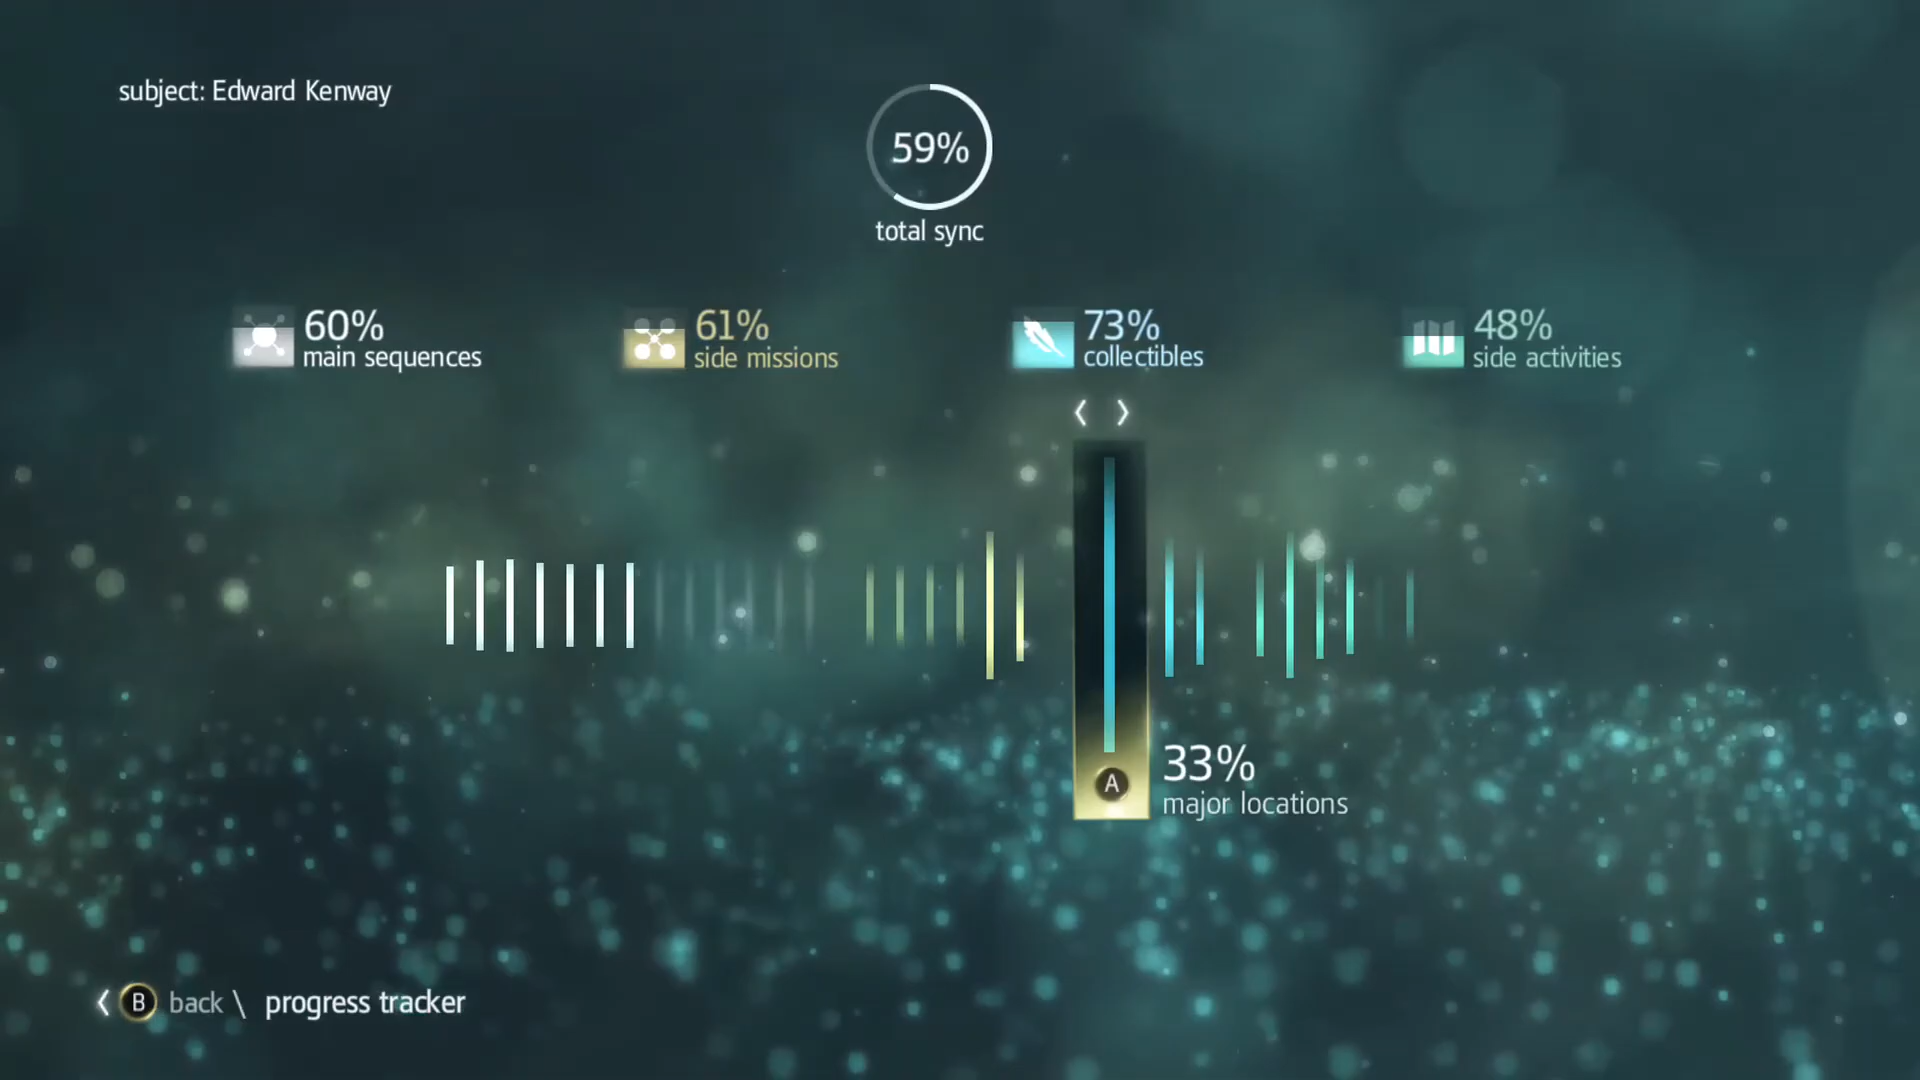 subject: Edward Kenway
59%
total sync
60%
main sequences
61%
side missions
73%
collectibles
48%
side activities
A
33%
major locations
B back \ progress tracker